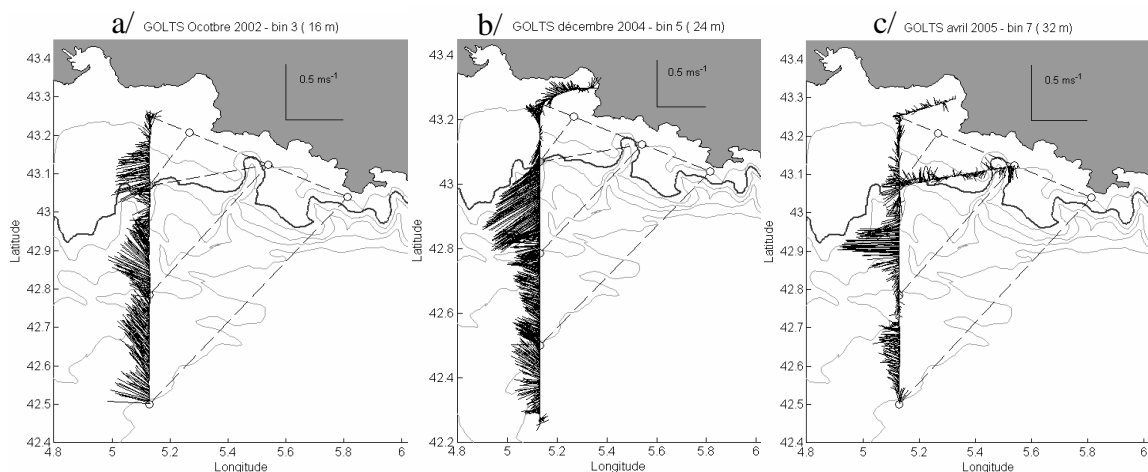 a/ GOLTS Ocotbre 2002 - bin 3 ( 16 m)
0.5 ms⁻¹
43.4
43.3
43.2
43.1
43
42.9
42.8
42.7
42.6
42.5
42.4
Latitude
4.8 5 5.2 5.4 5.6 5.8 6
Longitude
b/ GOLTS décembre 2004 - bin 5 ( 24 m)
0.5 ms⁻¹
43.4
43.2
43
42.8
42.6
42.4
42.2
Latitude
4.8 5 5.2 5.4 5.6 5.8 6
Longitude
c/ GOLTS avril 2005 - bin 7 ( 32 m)
0.5 ms⁻¹
43.4
43.3
43.2
43.1
43
42.9
42.8
42.7
42.6
42.5
42.4
Latitude
4.8 5 5.2 5.4 5.6 5.8 6
Longitude